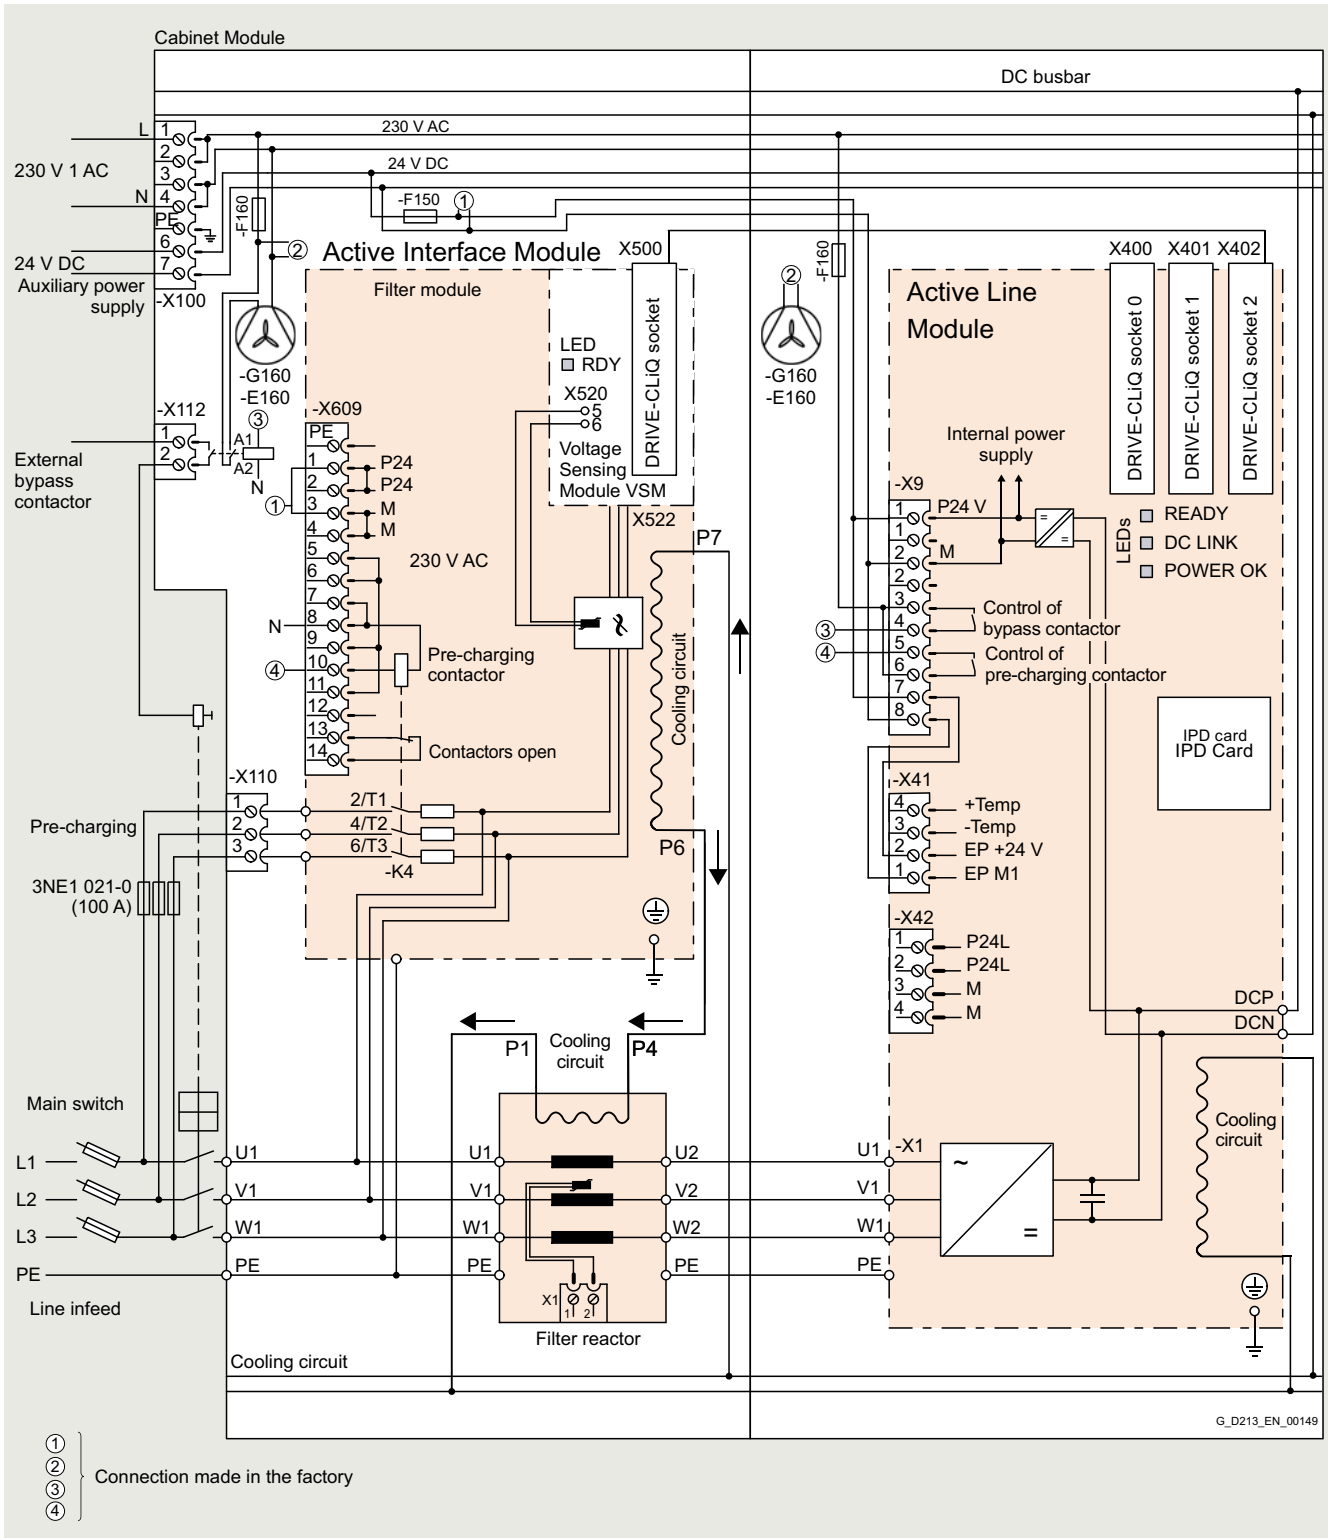 Cabinet Module
DC busbar
L
1
2
3
N
4
PE
6
7
230 V 1 AC
24 V DC
Auxiliary power
supply
-X100
230 V AC
24 V DC
-F160
-F150
1
2
Active Interface Module
Filter module
-G160
-E160
3
-X112
1
2
A1
A2
N
External
bypass
contactor
X500
DRIVE-CLiQ socket
LED
RDY
X520
5
6
Voltage
Sensing
Module VSM
X522
-X609
PE
1
2
3
4
5
6
7
8
9
10
11
12
13
14
P24
P24
M
M
1
230 V AC
N
4
Pre-charging
contactor
Contactors open
P7
Cooling circuit
P6
-X110
1
2
3
2/T1
4/T2
6/T3
-K4
Pre-charging
3NE1 021-0
(100 A)
-F160
2
-G160
-E160
Active Line
Module
X400
X401
X402
DRIVE-CLiQ socket 0
DRIVE-CLiQ socket 1
DRIVE-CLiQ socket 2
Internal power
supply
LEDs
READY
DC LINK
POWER OK
-X9
1
1
2
2
3
4
5
6
7
8
P24 V
M
=
=
3
4
Control of
bypass contactor
Control of
pre-charging contactor
IPD card
IPD Card
-X41
4
3
2
1
+Temp
-Temp
EP +24 V
EP M1
-X42
1
2
3
4
P24L
P24L
M
M
DCP
DCN
Cooling
circuit
P1
Cooling
circuit
P4
Main switch
L1
L2
L3
PE
Line infeed
U1
V1
W1
PE
U1
V1
W1
PE
U2
V2
W2
PE
X1
1
2
Filter reactor
U1
V1
W1
PE
-X1
~
=
Cooling circuit
G_D213_EN_00149
1
2
3
4
Connection made in the factory